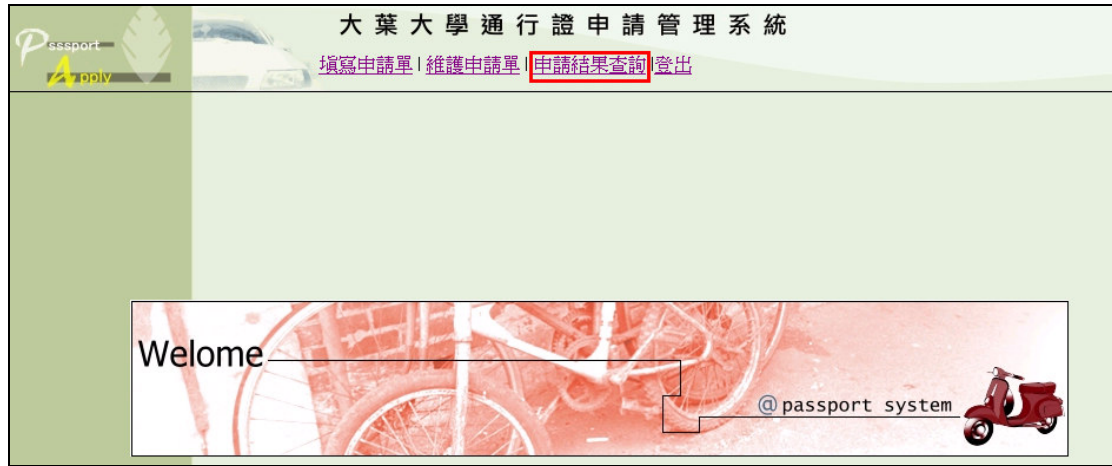 大葉大學通行證申請管理系統
Psssport
Apply
填寫申請單 | 維護申請單 | 申請結果查詢 | 登出
Welome
@ passport system